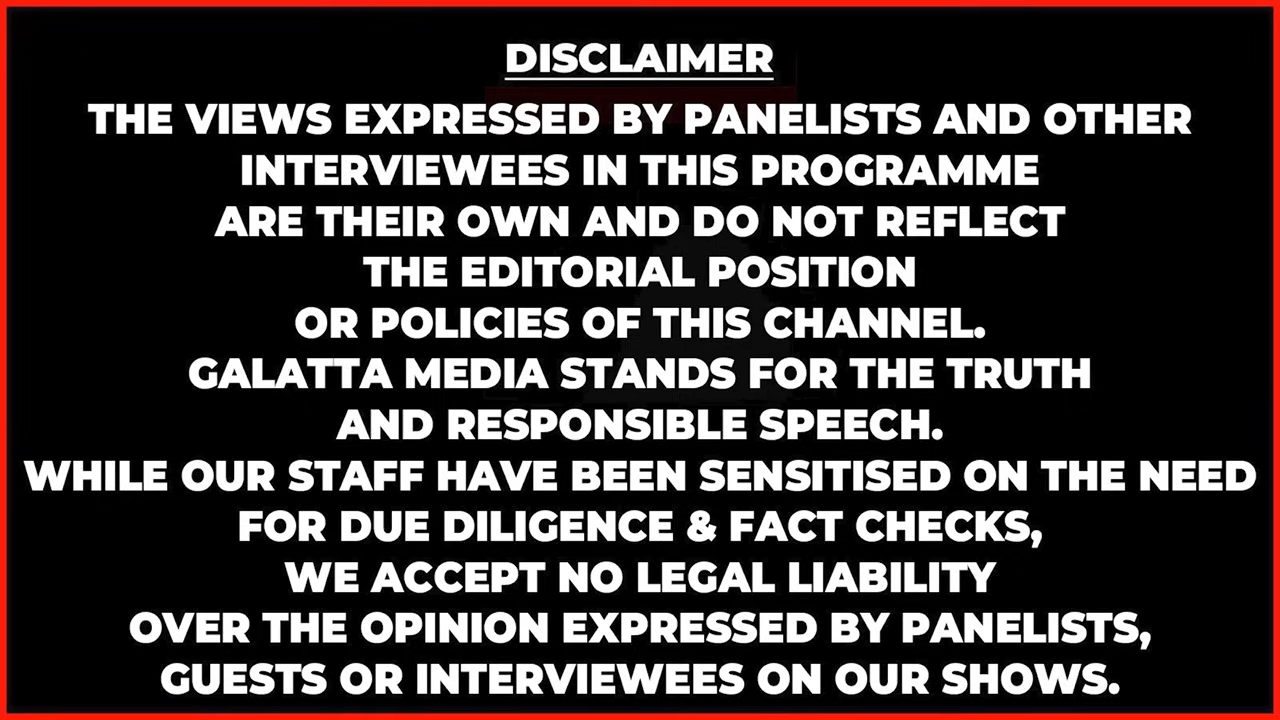 DISCLAIMER
THE VIEWS EXPRESSED BY PANELISTS AND OTHER
INTERVIEWEES IN THIS PROGRAMME
ARE THEIR OWN AND DO NOT REFLECT
THE EDITORIAL POSITION
OR POLICIES OF THIS CHANNEL.
GALATTA MEDIA STANDS FOR THE TRUTH
AND RESPONSIBLE SPEECH.
WHILE OUR STAFF HAVE BEEN SENSITISED ON THE NEED
FOR DUE DILIGENCE & FACT CHECKS,
WE ACCEPT NO LEGAL LIABILITY
OVER THE OPINION EXPRESSED BY PANELISTS,
GUESTS OR INTERVIEWEES ON OUR SHOWS.